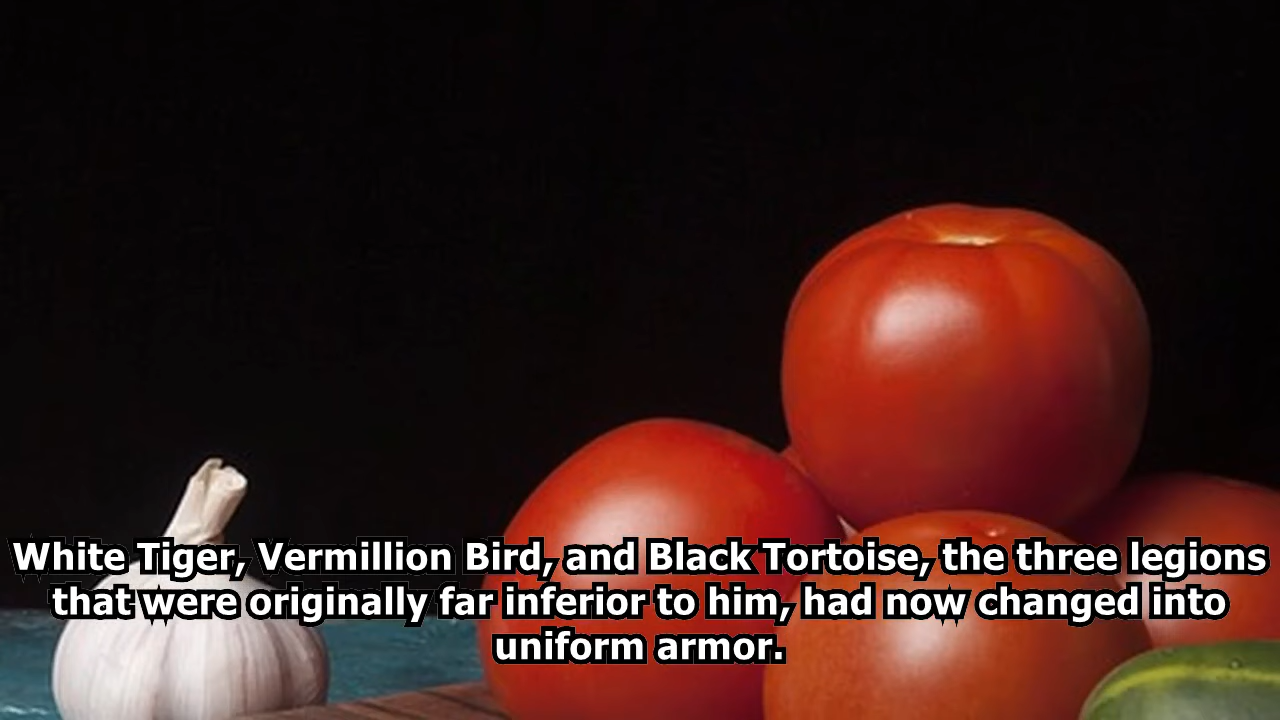 White Tiger, Vermillion Bird, and Black Tortoise, the three legions
that were originally far inferior to him, had now changed into
uniform armor.